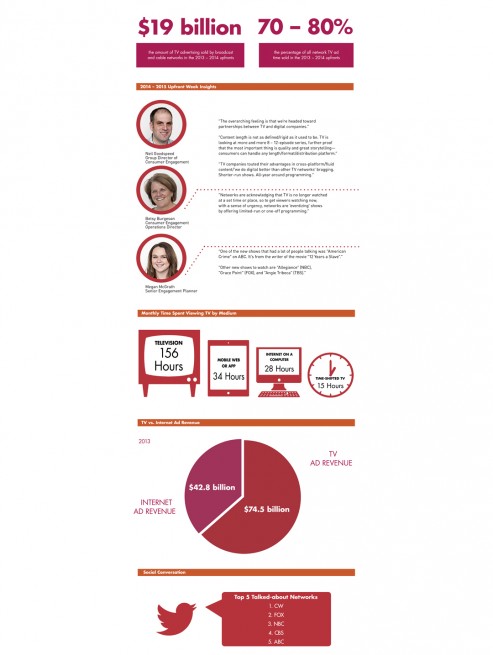 $19 billion
the amount of TV advertising sold by broadcast
and cable networks in the 2013 – 2014 upfronts
70 – 80%
the percentage of all network TV ad
time sold in the 2013 – 2014 upfronts
2014 – 2015 Upfront Week Insights
Neil Goodspeed
Group Director of
Consumer Engagement
"The overarching feeling is that we're headed toward
partnerships between TV and digital companies."
"Content length is not as defined/rigid as it used to be. TV is
looking at more and more 8 - 12 episode series, further proof
that the most important thing is quality and great storytelling—
consumers can handle any length/format/distribution platform."
"TV companies touted their advantages in cross-platform/fluid
content/'we do digital better than other TV networks' bragging.
Shorter-run shows. All-year around programming."
Betsy Burgeson
Consumer Engagement
Operations Director
"Networks are acknowledging that TV is no longer watched
at a set time or place, so to get viewers watching now,
with a sense of urgency, networks are 'eventizing' shows
by offering limited-run or one-off programming."
Megan McGrath
Senior Engagement Planner
"One of the new shows that had a lot of people talking was "American
Crime" on ABC. It's from the writer of the movie "12 Years a Slave"."
"Other new shows to watch are "Allegiance" (NBC),
"Grace Point" (FOX), and "Angie Tribeca" (TBS)."
Monthly Time Spent Viewing TV by Medium
TELEVISION
156
Hours
MOBILE WEB
OR APP
34 Hours
INTERNET ON A
COMPUTER
28 Hours
TIME-SHIFTED TV
15 Hours
TV vs. Internet Ad Revenue
2013
TV
AD REVENUE
$42.8 billion
INTERNET
AD REVENUE
$74.5 billion
Social Conversation
Top 5 Talked-about Networks
1. CW
2. FOX
3. NBC
4. CBS
5. ABC